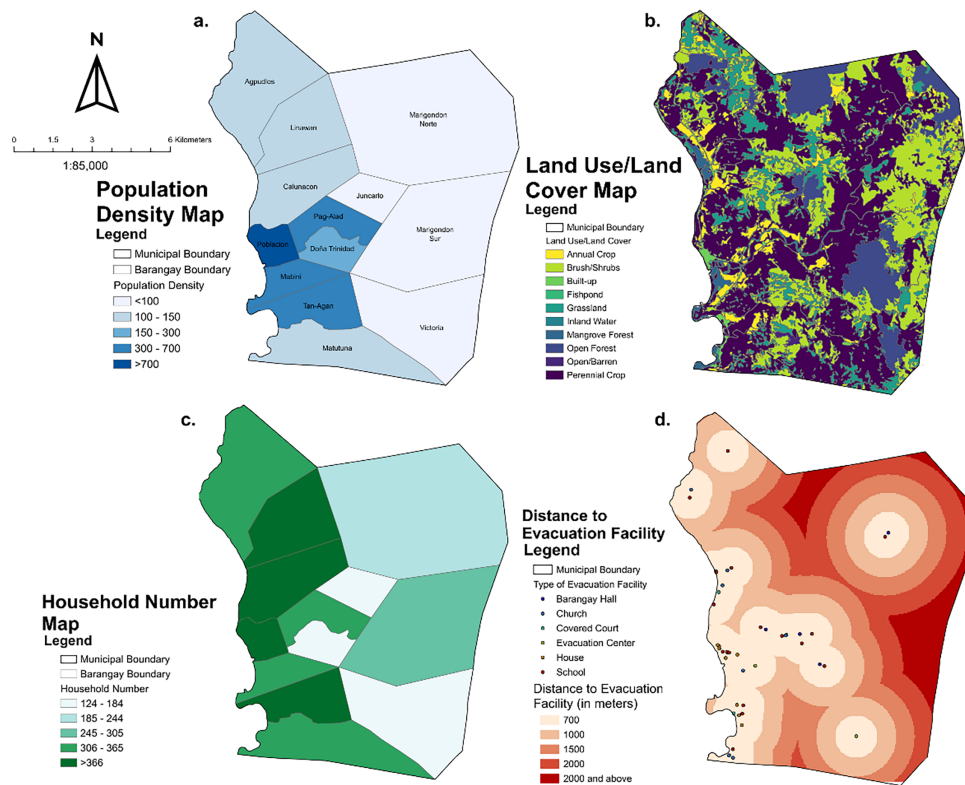 a.
N
0 1.5 3 6 Kilometers
1:85,000
Population
Density Map
Legend
Municipal Boundary
Barangay Boundary
Population Density
<100
100 - 150
150 - 300
300 - 700
>700
Agpudlos
Linawan
Marigondon
Norte
Calunacon
Juncarlo
Pag-Alad
Marigondon
Sur
Poblacion
Doña Trinidad
Mabini
Tan-Agan
Victoria
Matutuna
b.
Land Use/Land
Cover Map
Legend
Municipal Boundary
Land Use/Land Cover
Annual Crop
Brush/Shrubs
Built-up
Fishpond
Grassland
Inland Water
Mangrove Forest
Open Forest
Open/Barren
Perennial Crop
c.
Household Number
Map
Legend
Municipal Boundary
Barangay Boundary
Household Number
124 - 184
185 - 244
245 - 305
306 - 365
>366
d.
Distance to
Evacuation Facility
Legend
Municipal Boundary
Type of Evacuation Facility
Barangay Hall
Church
Covered Court
Evacuation Center
House
School
Distance to Evacuation
Facility (in meters)
700
1000
1500
2000
2000 and above